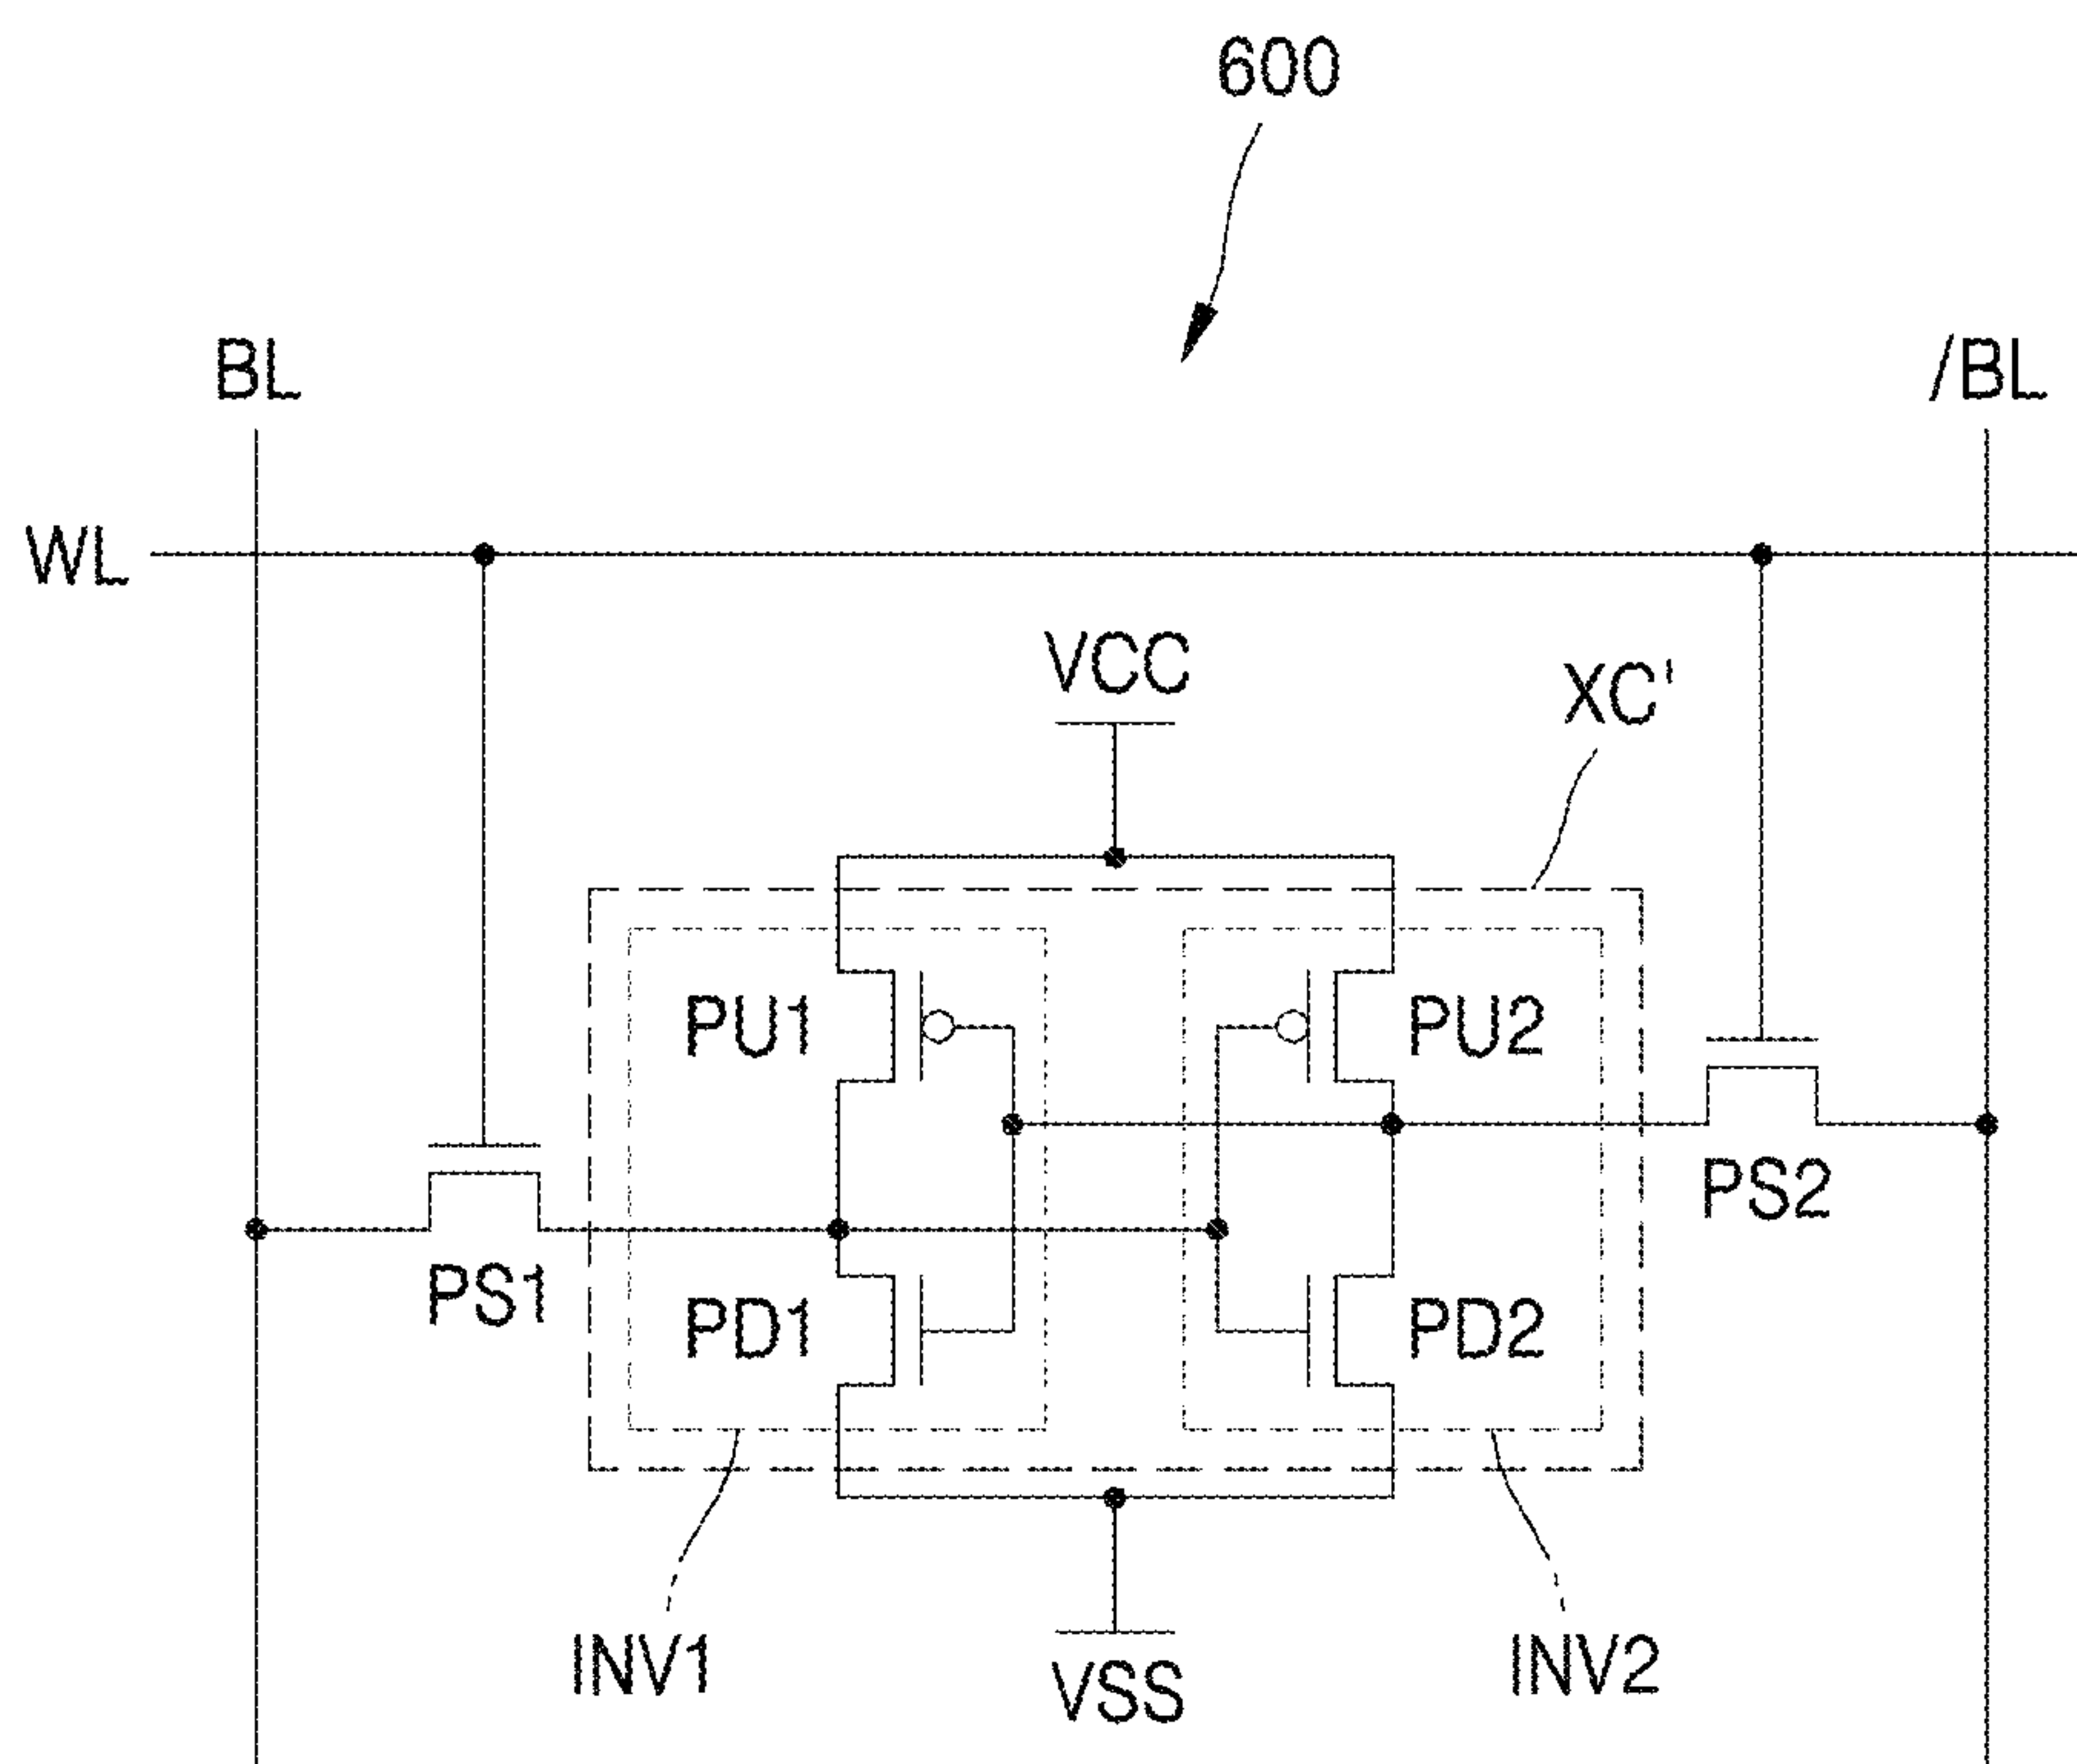 600
BL
/BL
WL
VCC
XC'
PU1
PU2
PS2
PS1
PD1
PD2
INV1
VSS
INV2